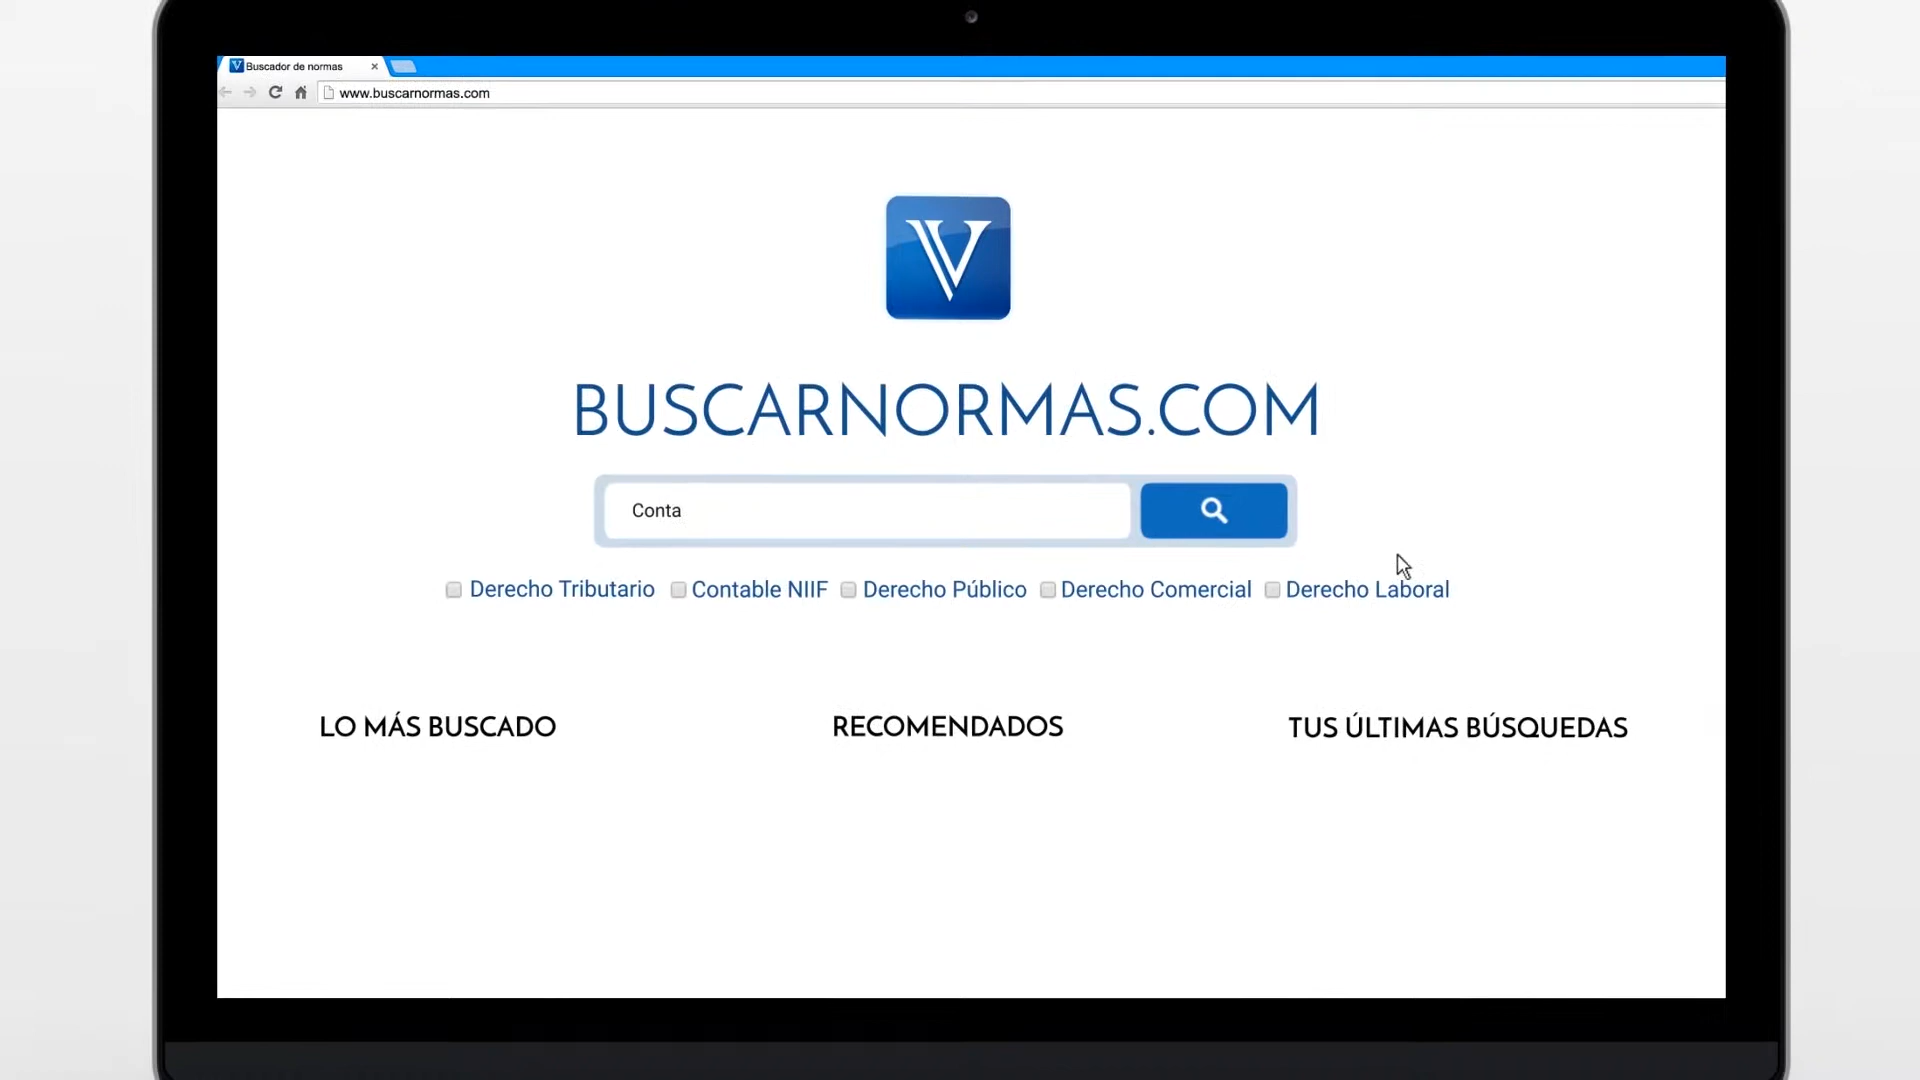 Buscador de normas
www.buscarnormas.com
V
BUSCARNORMAS.COM
Conta
Derecho Tributario Contable NIIF Derecho Público Derecho Comercial Derecho Laboral
LO MÁS BUSCADO RECOMENDADOS TUS ÚLTIMAS BÚSQUEDAS